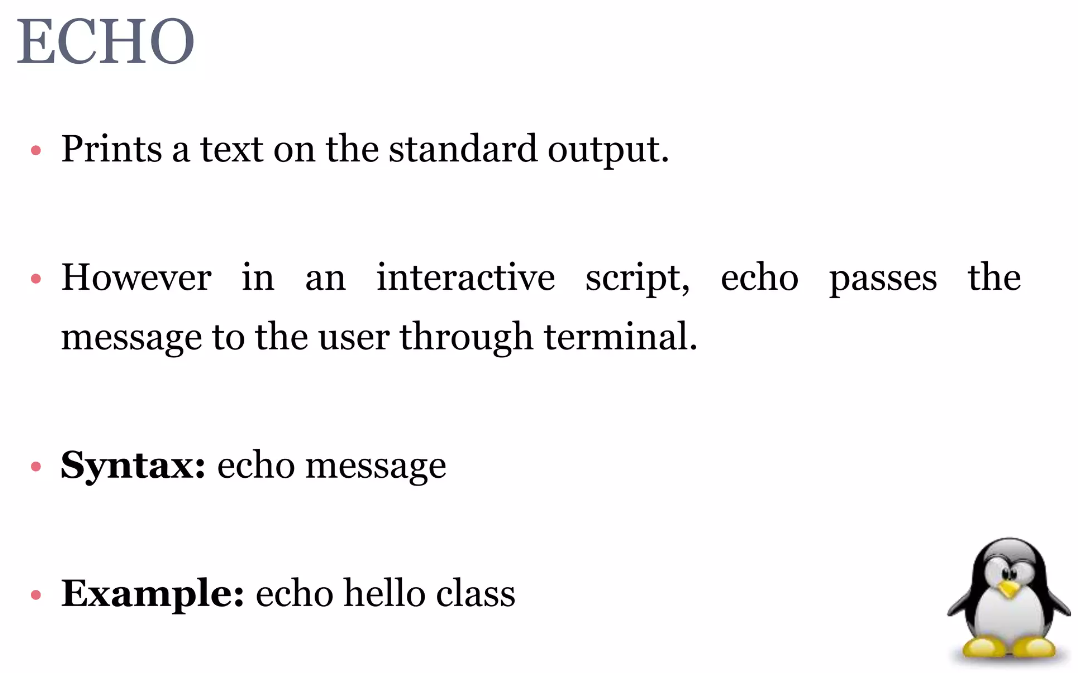 ECHO
• Prints a text on the standard output.
• However in an interactive script, echo passes the
message to the user through terminal.
• Syntax: echo message
• Example: echo hello class